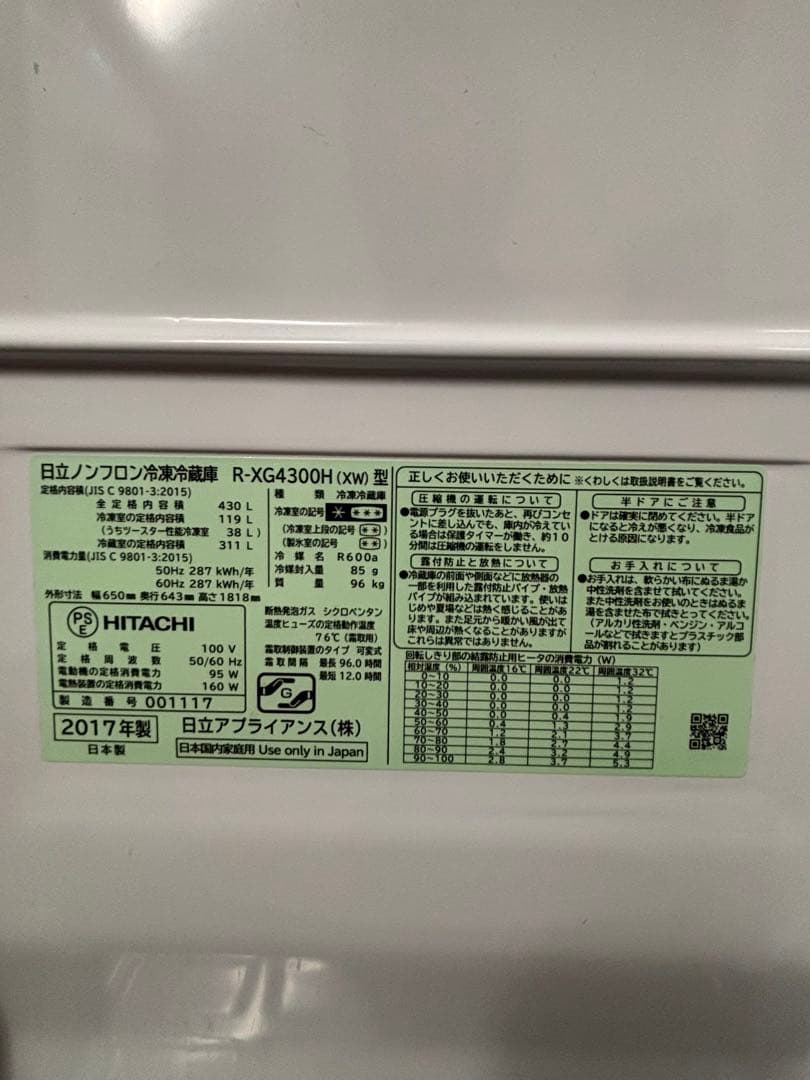 日立ノンフロン冷凍冷蔵庫 R-XG4300H(XW)型
定格内容積(JIS C 9801-3:2015)
全定格内容積 430 L
冷凍室の定格内容積 119 L
(うちツースター性能冷凍室 38 L)
冷蔵室の定格内容積 311 L
消費電力量(JIS C 9801-3:2015)
50Hz 287 kWh/年
60Hz 287 kWh/年
外形寸法 幅650㎜ 奥行643㎜ 高さ1818㎜
種類 冷凍冷蔵庫
冷凍室の記号 * ***
(冷凍室上段の記号 **)
(製氷室の記号 **)
冷媒名 R600a
冷媒封入量 85 g
質量 96 kg
断熱発泡ガス シクロペンタン
温度ヒューズの定格動作温度
76℃(霜取用)
霜取制御装置のタイプ 可変式
霜取間隔 最長 96.0 時間
最短 12.0 時間
PSE HITACHI
定格電圧 100 V
定格周波数 50/60 Hz
電動機の定格消費電力 95 W
電熱装置の定格消費電力 160 W
製造番号 001117
G
2017年製
日本製
日立アプライアンス(株)
日本国内家庭用 Use only in Japan
正しくお使いいただくために ※くわしくは取扱説明書をご覧ください。
圧縮機の運転について
●電源プラグを抜いたあと、再びコンセ
ントに差し込んでも、庫内が冷えてい
る場合は保護タイマーが働き、約10
分間は圧縮機の運転をしません。
露付防止と放熱について
●冷蔵庫の前面や側面などに放熱器の
一部を利用した露付防止パイプ・放熱
パイプが組み込まれています。使いは
じめや夏場などは熱く感じることがあ
ります。また足元から暖かい風が出て
床や周辺が熱くなることがありますが
これらは異常ではありません。
半ドアにご注意
●ドアは確実に閉めてください。半ドア
になると冷えが悪くなり、冷凍食品が
とける原因になります。
お手入れについて
●お手入れは、軟らかい布にぬるま湯か
中性洗剤を含ませて拭いてください。
また中性洗剤をお使いのときはぬるま
湯を含ませた布で拭きとってください。
(アルカリ性洗剤・ベンジン・アルコ
ールなどで拭きますとプラスチック部
品が割れることがあります)
回転しきり部の結露防止用ヒータの消費電力(W)
相対湿度(%) 周囲温度16℃ 周囲温度22℃ 周囲温度32℃
0~10 0.0 0.0 1.2
10~20 0.0 0.0 1.2
20~30 0.0 0.0 1.2
30~40 0.0 0.0 1.2
40~50 0.0 0.4 1.9
50~60 0.4 1.3 2.9
60~70 1.2 2.1 3.7
70~80 1.8 2.7 4.4
80~90 2.4 3.2 4.9
90~100 2.8 3.7 5.3